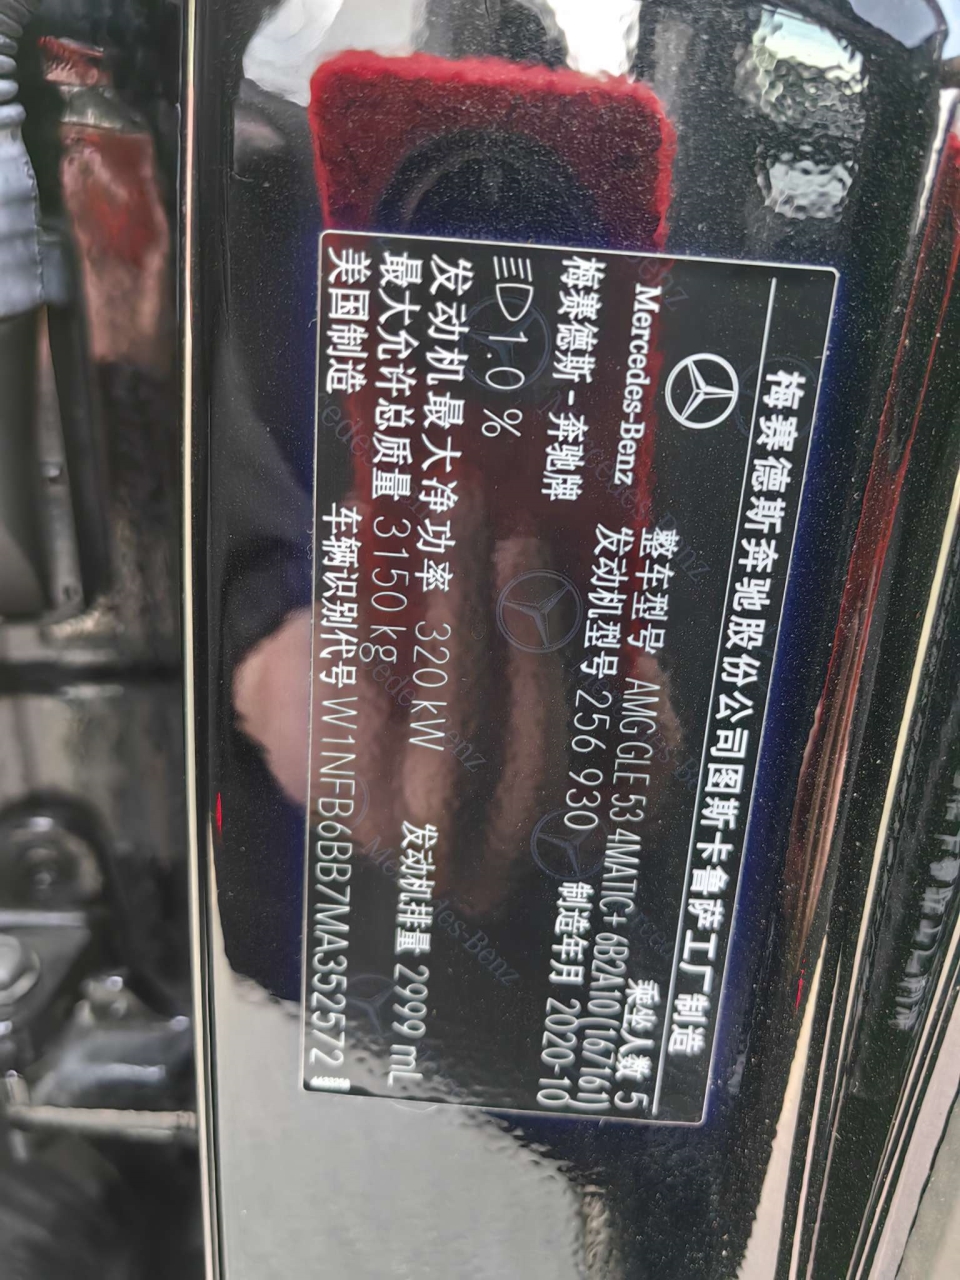 梅赛德斯奔驰股份公司图斯卡鲁萨工厂制造
乘坐人数 5
整车型号 AMG GLE 53 4MATIC+ 6B2A10(167161)
Mercedes-Benz
发动机型号 256 930 制造年月 2020-10
梅赛德斯-奔驰牌
1.0 %
发动机最大净功率 320 kW 发动机排量 2999 mL
最大允许总质量 3150 kg
美国制造 车辆识别代号 W1NFB6BB7MA352572